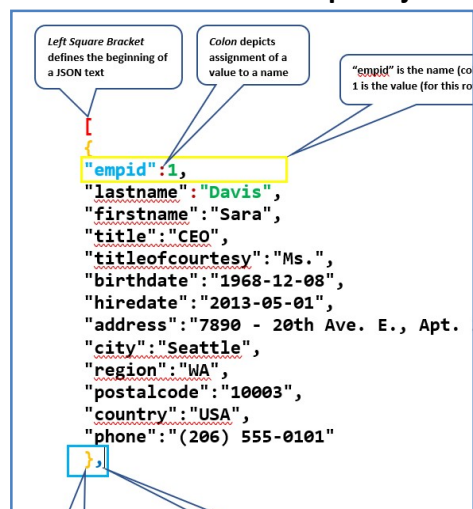 Left Square Bracket
defines the beginning of
a JSON text
Colon depicts
assignment of a
value to a name
"empid" is the name (co
1 is the value (for this ro
[
{
"empid":1,
"lastname":"Davis",
"firstname":"Sara",
"title":"CEO",
"titleofcourtesy":"Ms.",
"birthdate":"1968-12-08",
"hiredate":"2013-05-01",
"address":"7890 - 20th Ave. E., Apt.
"city":"Seattle",
"region":"WA",
"postalcode":"10003",
"country":"USA",
"phone":"(206) 555-0101"
},